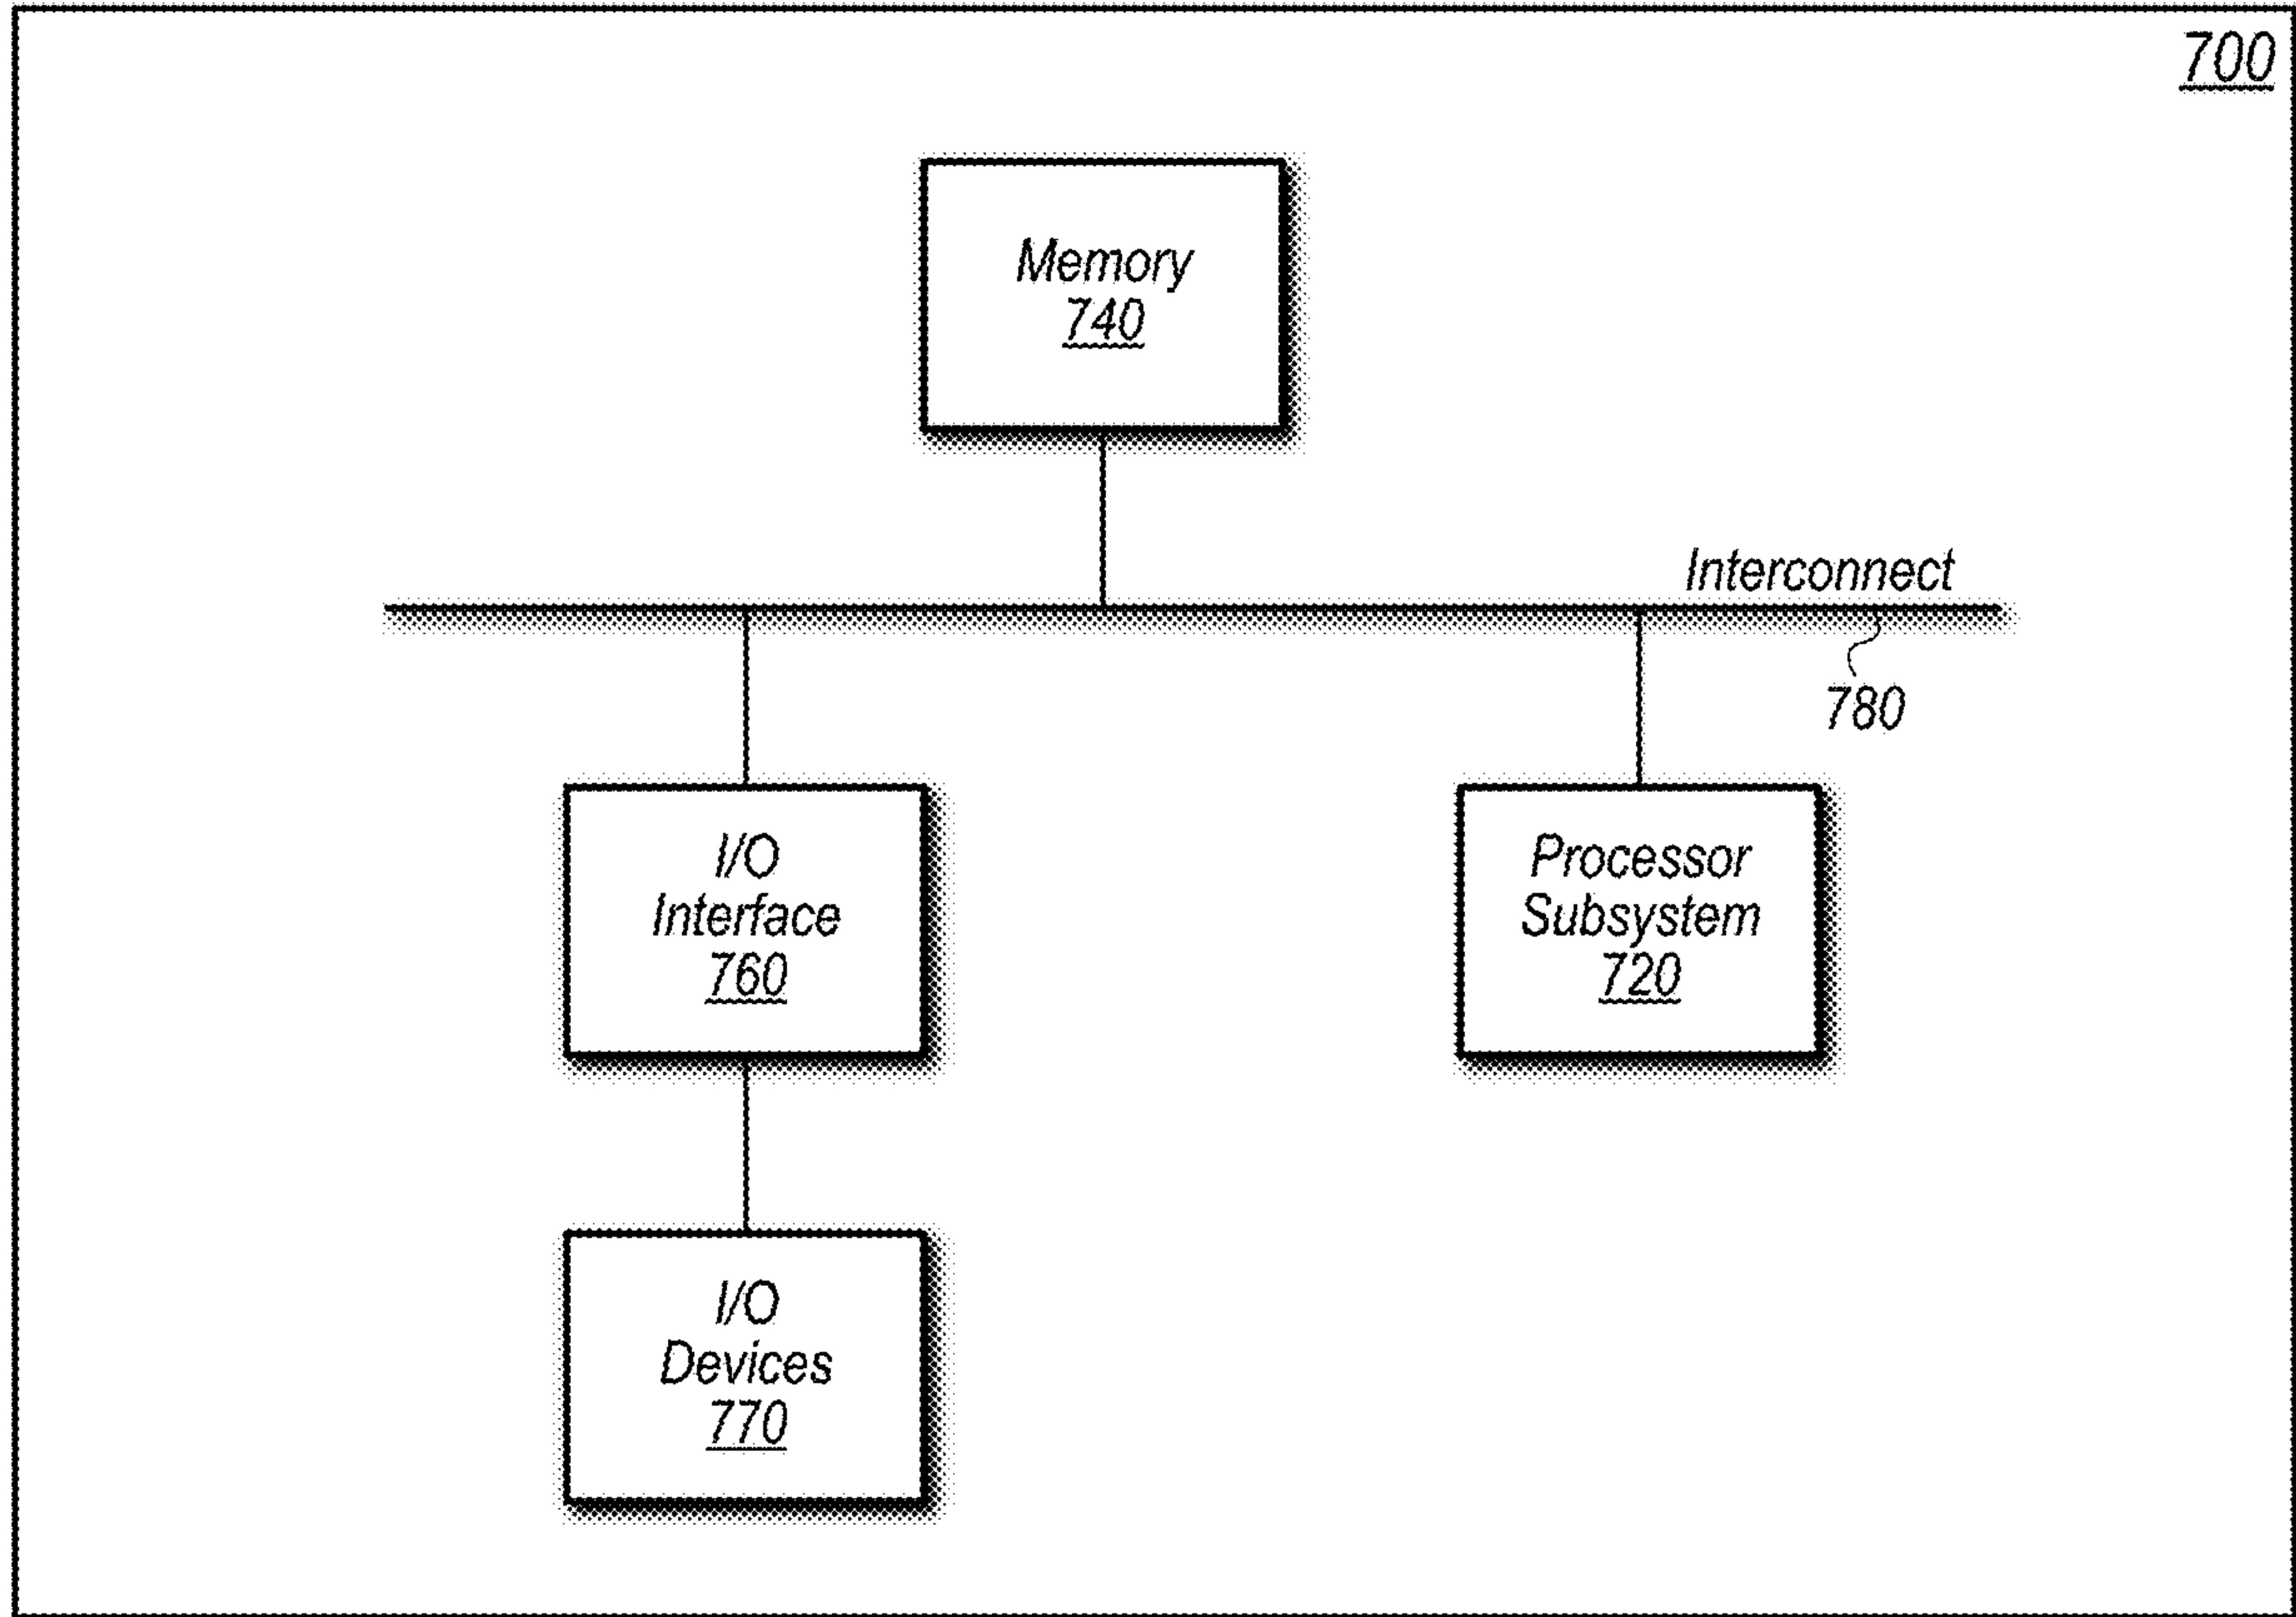 700
Memory
740
Interconnect
780
I/O
Interface
760
Processor
Subsystem
720
I/O
Devices
770